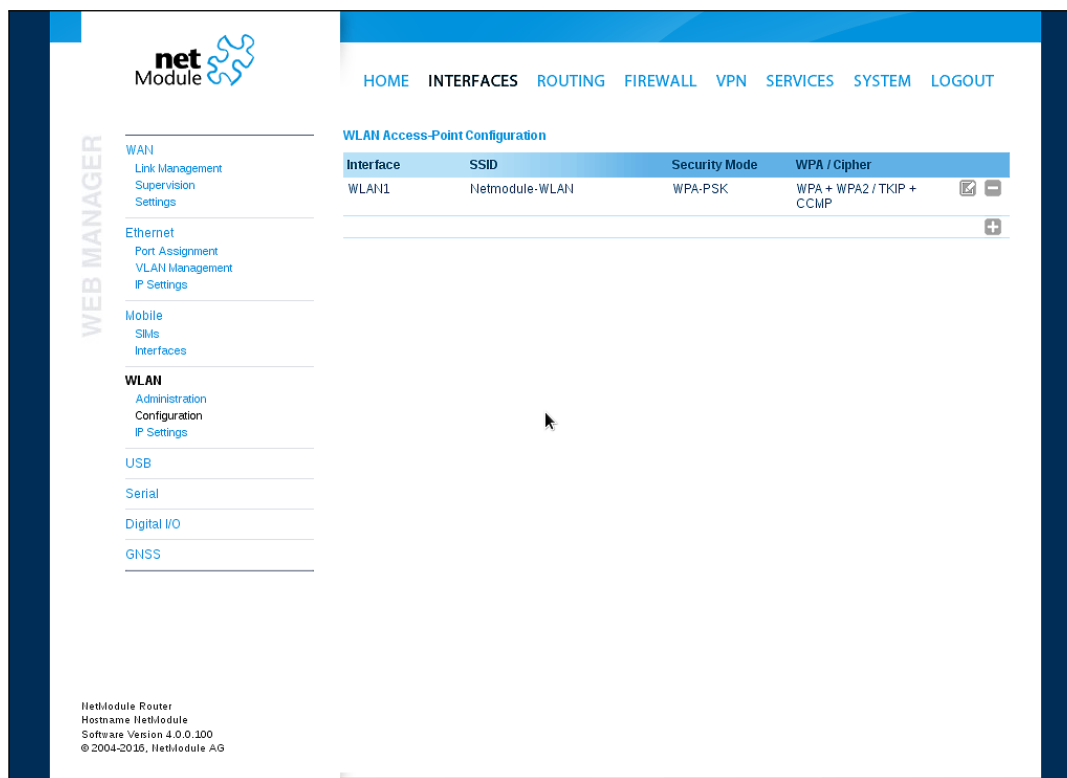 net
Module
HOME INTERFACES ROUTING FIREWALL VPN SERVICES SYSTEM LOGOUT
WEB MANAGER
WAN
Link Management
Supervision
Settings
Ethernet
Port Assignment
VLAN Management
IP Settings
Mobile
SIMs
Interfaces
WLAN
Administration
Configuration
IP Settings
USB
Serial
Digital I/O
GNSS
WLAN Access-Point Configuration
Interface SSID Security Mode WPA / Cipher
WLAN1 Netmodule-WLAN WPA-PSK WPA + WPA2 / TKIP +
CCMP
NetModule Router
Hostname NetModule
Software Version 4.0.0.100
© 2004-2016, NetModule AG